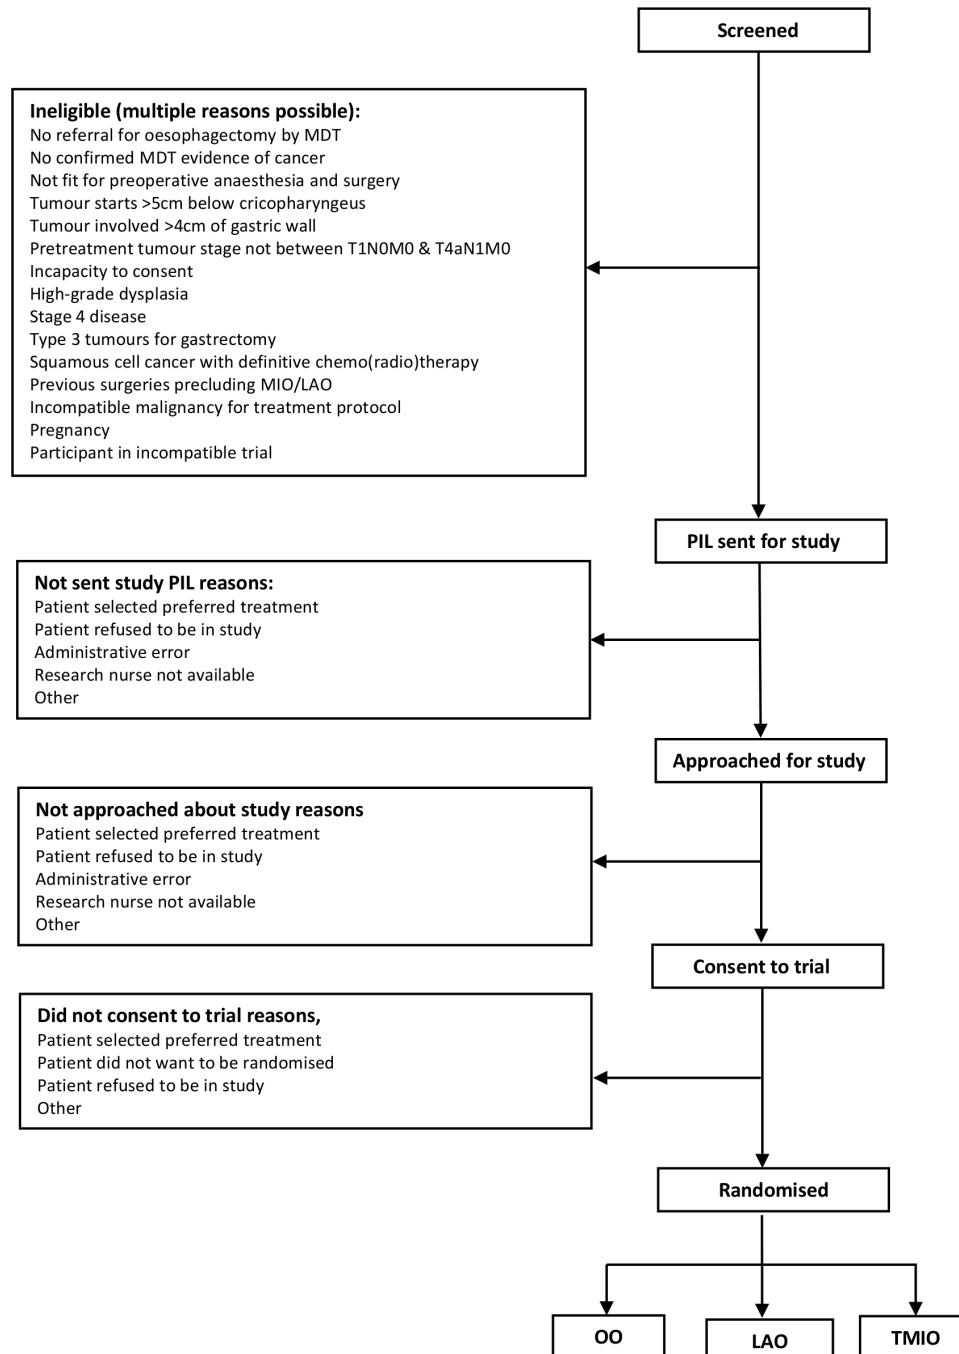 Screened
Ineligible (multiple reasons possible):
No referral for oesophagectomy by MDT
No confirmed MDT evidence of cancer
Not fit for preoperative anaesthesia and surgery
Tumour starts >5cm below cricopharyngeus
Tumour involved >4cm of gastric wall
Pretreatment tumour stage not between T1N0M0 & T4aN1M0
Incapacity to consent
High-grade dysplasia
Stage 4 disease
Type 3 tumours for gastrectomy
Squamous cell cancer with definitive chemo(radio)therapy
Previous surgeries precluding MIO/LAO
Incompatible malignancy for treatment protocol
Pregnancy
Participant in incompatible trial
PIL sent for study
Not sent study PIL reasons:
Patient selected preferred treatment
Patient refused to be in study
Administrative error
Research nurse not available
Other
Approached for study
Not approached about study reasons
Patient selected preferred treatment
Patient refused to be in study
Administrative error
Research nurse not available
Other
Consent to trial
Did not consent to trial reasons,
Patient selected preferred treatment
Patient did not want to be randomised
Patient refused to be in study
Other
Randomised
OO
LAO
TMIO